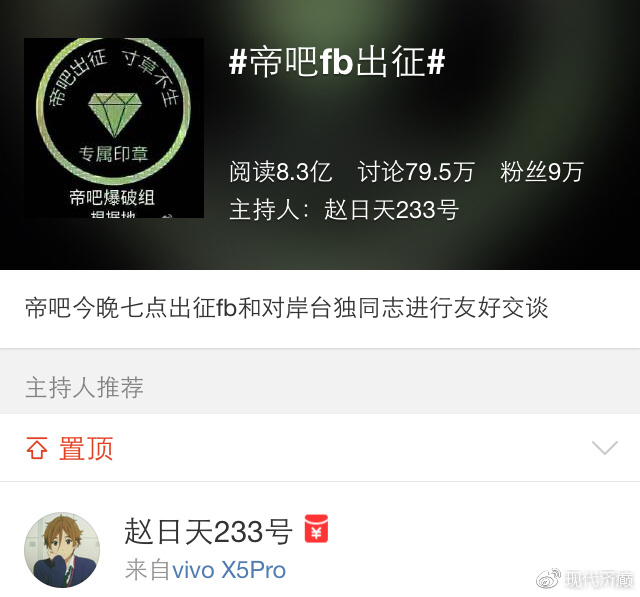 帝吧出征 寸草不生
专属印章
帝吧爆破组
根据地
#帝吧fb出征#
阅读8.3亿 讨论79.5万 粉丝9万
主持人：赵日天233号
帝吧今晚七点出征fb和对岸台独同志进行友好交谈
主持人推荐
置顶
赵日天233号
¥
来自vivo X5Pro
现代齐巅